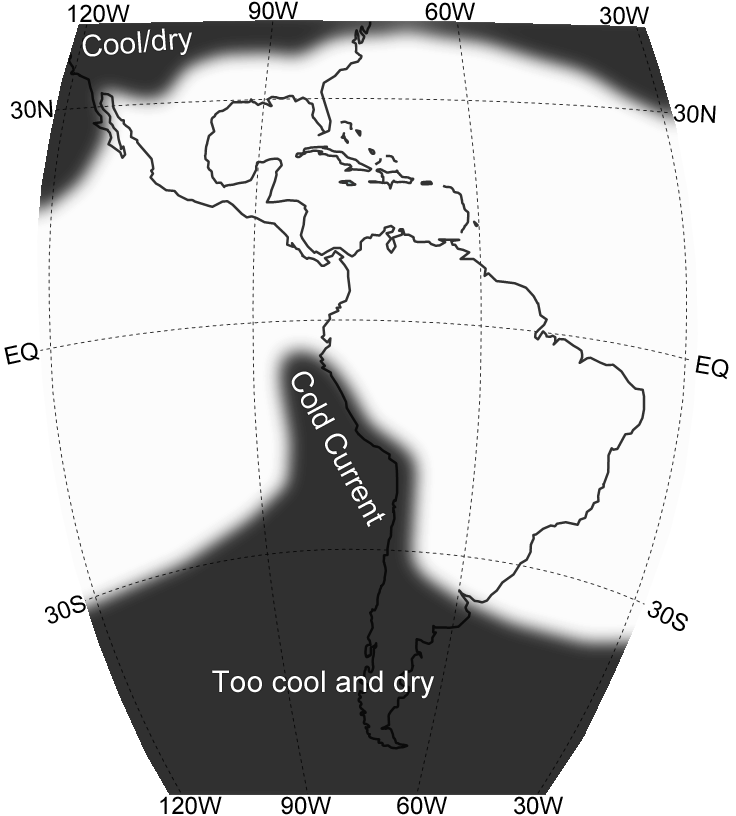 120W 90W 60W 30W
Cool/dry
30N 30N
EQ EQ
Cold Current
30S 30S
Too cool and dry
120W 90W 60W 30W